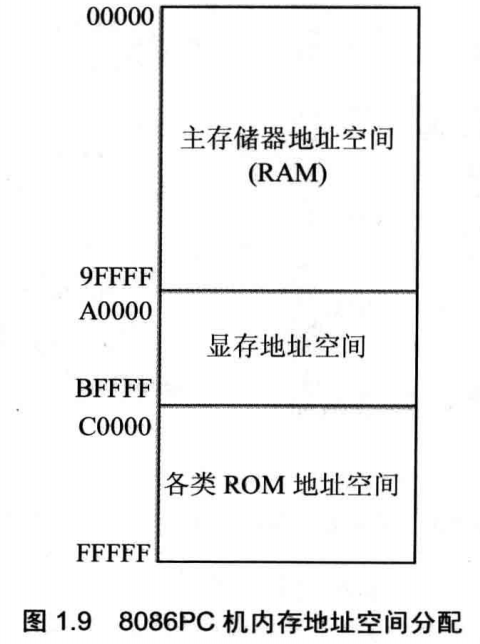 00000
主存储器地址空间
(RAM)
9FFFF
A0000
显存地址空间
BFFFF
C0000
各类 ROM 地址空间
FFFFF
图 1.9 8086PC 机内存地址空间分配